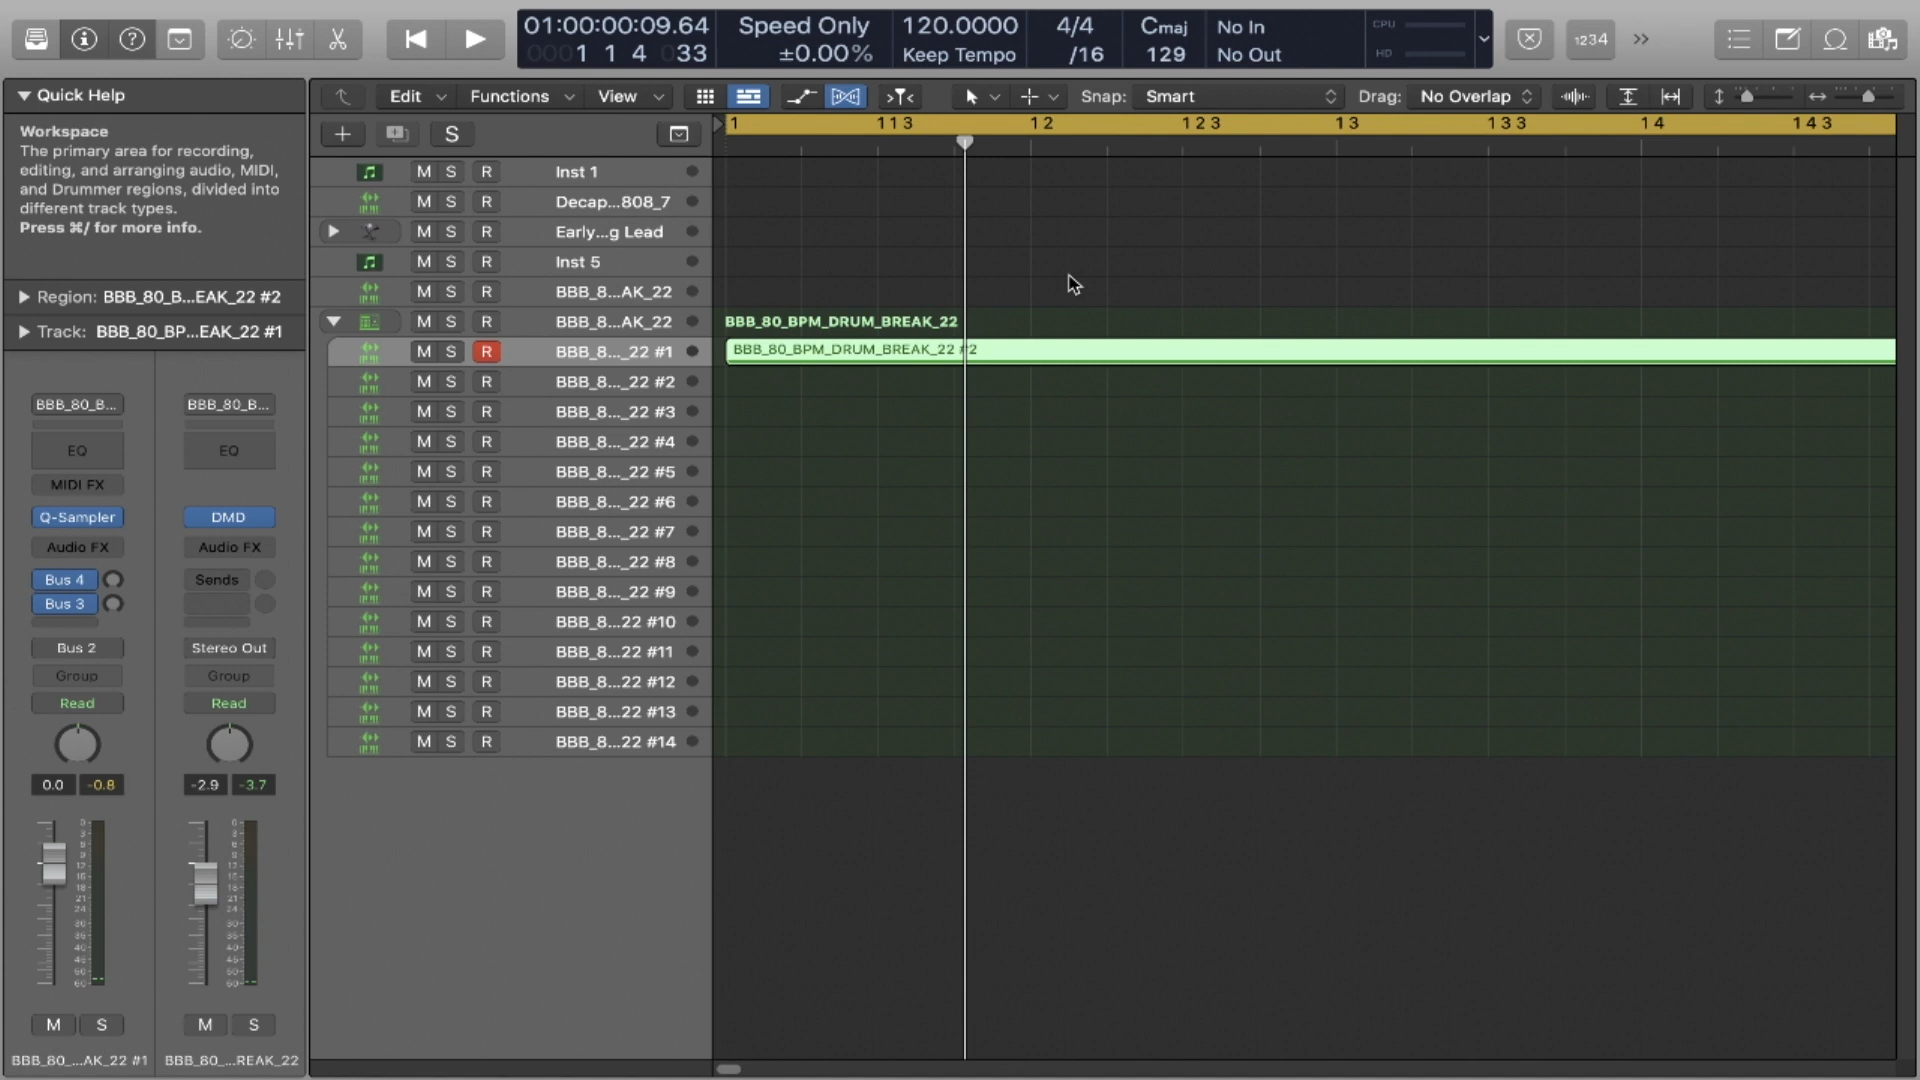 01:00:00:09.64
0001 1 4 033
Speed Only
±0.00%
120.0000
Keep Tempo
4/4
/16
Cmaj
129
No In
No Out
CPU
HD
1234
Quick Help
Workspace
The primary area for recording,
editing, and arranging audio, MIDI,
and Drummer regions, divided into
different track types.
Press ⌘/ for more info.
Region: BBB_80_B...EAK_22 #2
Track: BBB_80_BP...EAK_22 #1
BBB_80_B... BBB_80_B...
EQ EQ
MIDI FX
Q-Sampler DMD
Audio FX Audio FX
Bus 4 Sends
Bus 3
Bus 2 Stereo Out
Group Group
Read Read
0.0 -0.8 -2.9 -3.7
M S M S
BBB_80_...AK_22 #1 BBB_80_...REAK_22
Edit Functions View Snap: Smart Drag: No Overlap
S
1 1 1 3 1 2 1 2 3 1 3 1 3 3 1 4 1 4 3
M S R Inst 1
M S R Decap...808_7
M S R Early...g Lead
M S R Inst 5
M S R BBB_8...AK_22
M S R BBB_8...AK_22
BBB_80_BPM_DRUM_BREAK_22
M S R BBB_8..._22 #1
BBB_80_BPM_DRUM_BREAK_22 #2
M S R BBB_8..._22 #2
M S R BBB_8..._22 #3
M S R BBB_8..._22 #4
M S R BBB_8..._22 #5
M S R BBB_8..._22 #6
M S R BBB_8..._22 #7
M S R BBB_8..._22 #8
M S R BBB_8..._22 #9
M S R BBB_8...22 #10
M S R BBB_8...22 #11
M S R BBB_8...22 #12
M S R BBB_8...22 #13
M S R BBB_8...22 #14